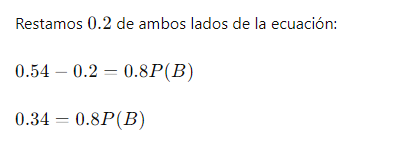 Restamos 0.2 de ambos lados de la ecuación:
0.54 − 0.2 = 0.8P(B)
0.34 = 0.8P(B)